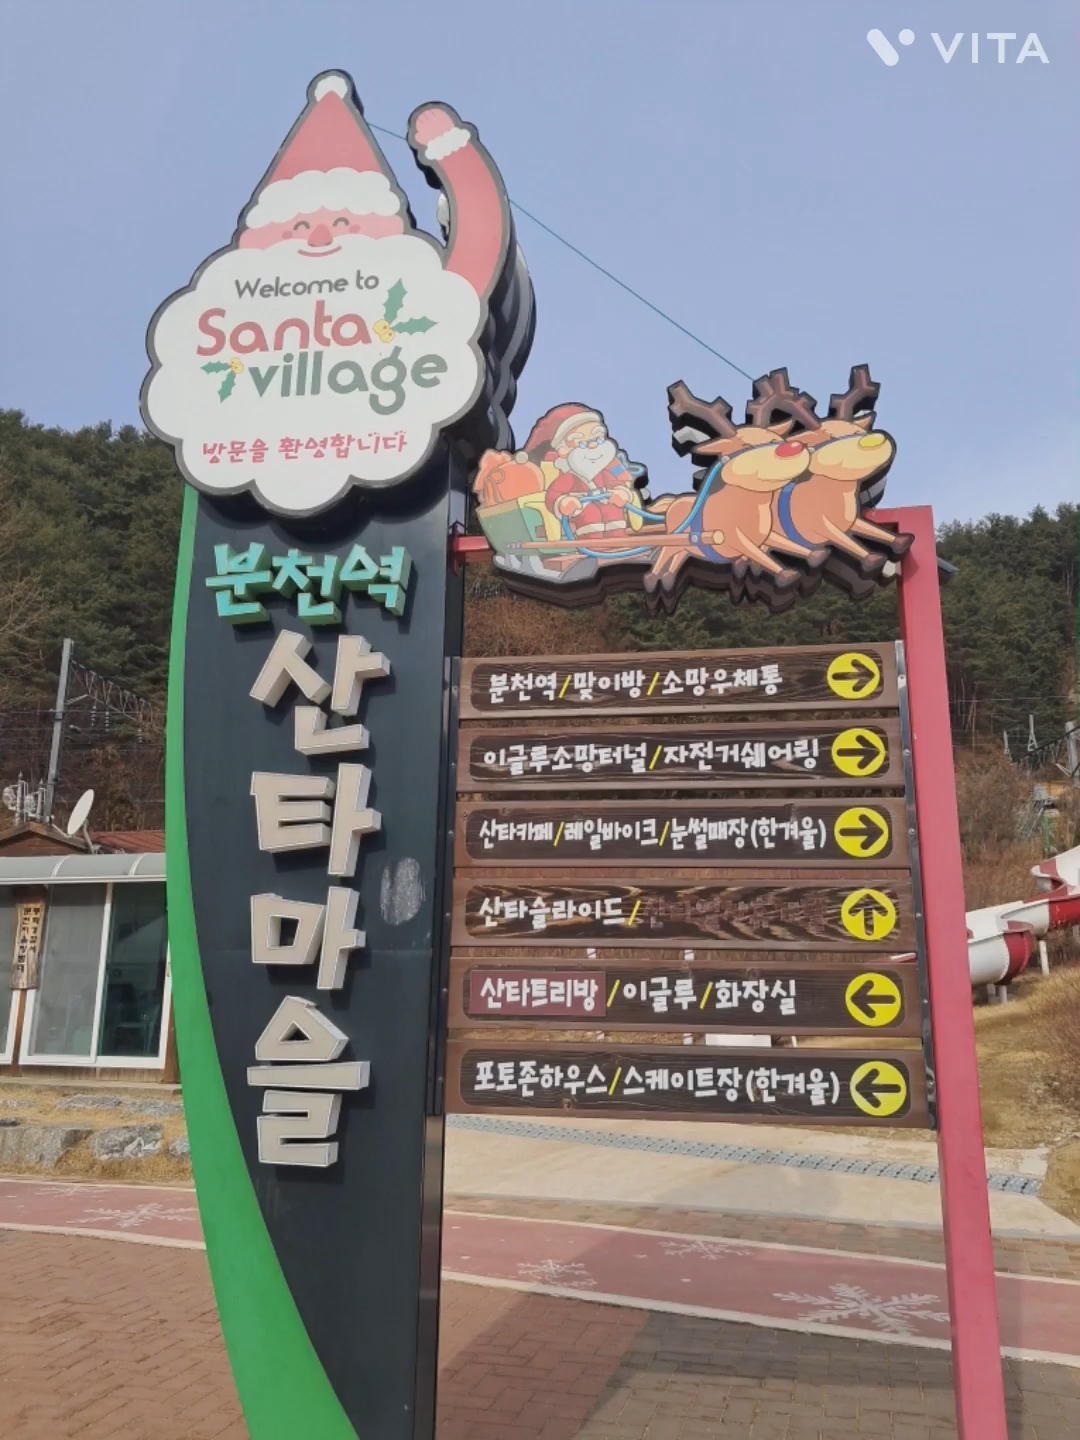 VITA
Welcome to
Santa
village
방문을 환영합니다
분천역
산타마을
분천역/맞이방/소망우체통
이글루소망터널/자전거쉐어링
산타카페/레일바이크/눈썰매장(한겨울)
산타슬라이드/
산타트리방/이글루/화장실
포토존하우스/스케이트장(한겨울)